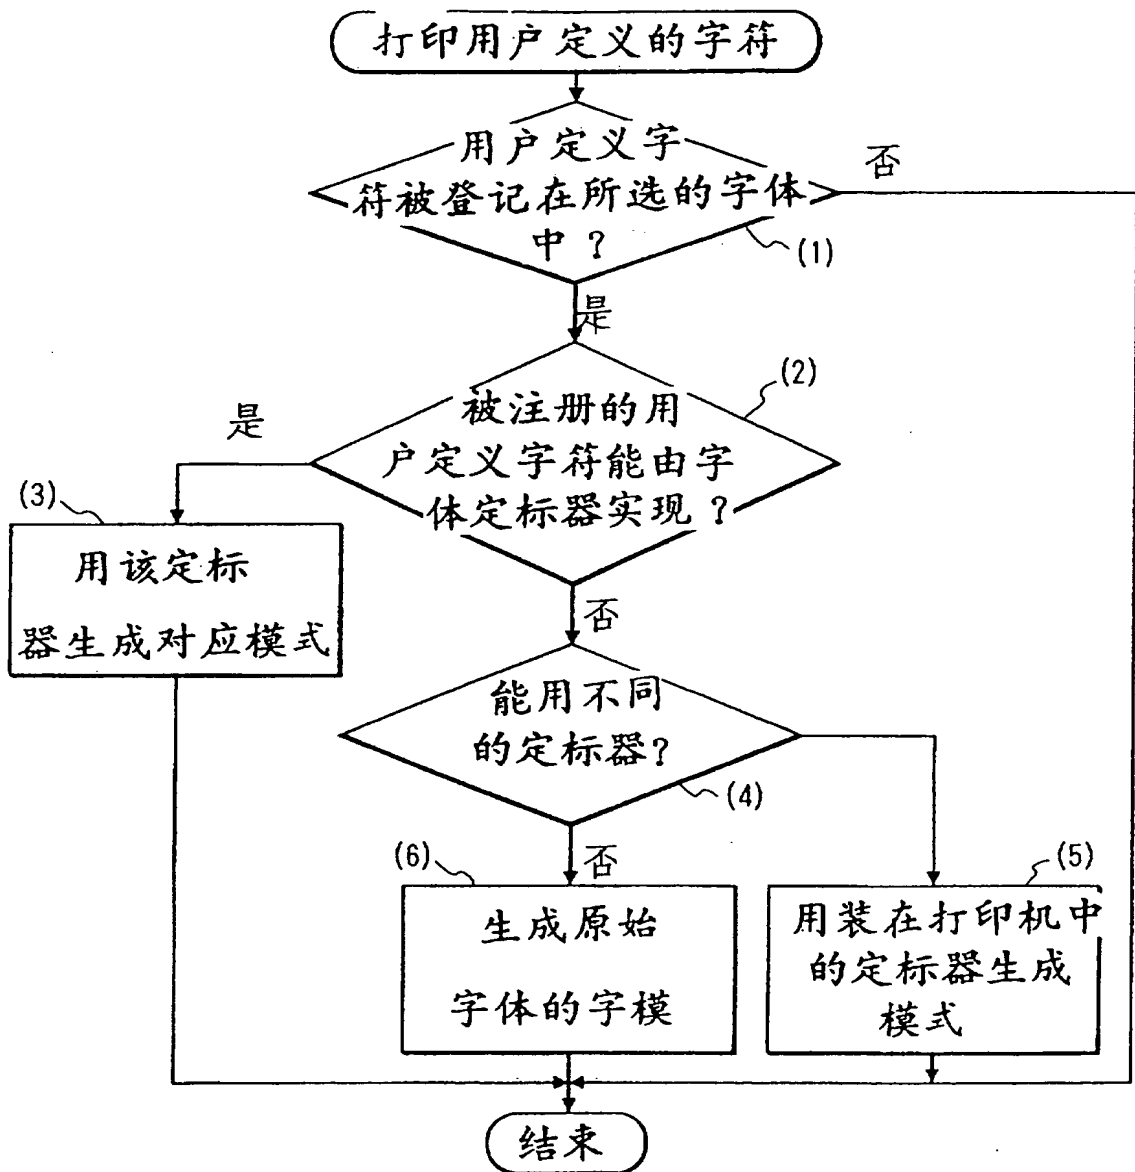 打印用户定义的字符
用户定义字
否
符被登记在所选的字体
中?
(1)
是
(2)
被注册的用
是
户定义字符能由字
体定标器实现?
(3)
用该定标
器生成对应模式
否
能用不同
的定标器?
(4)
(6)
否
(5)
生成原始
字体的字模
用装在打印机中
的定标器生成
模式
结束